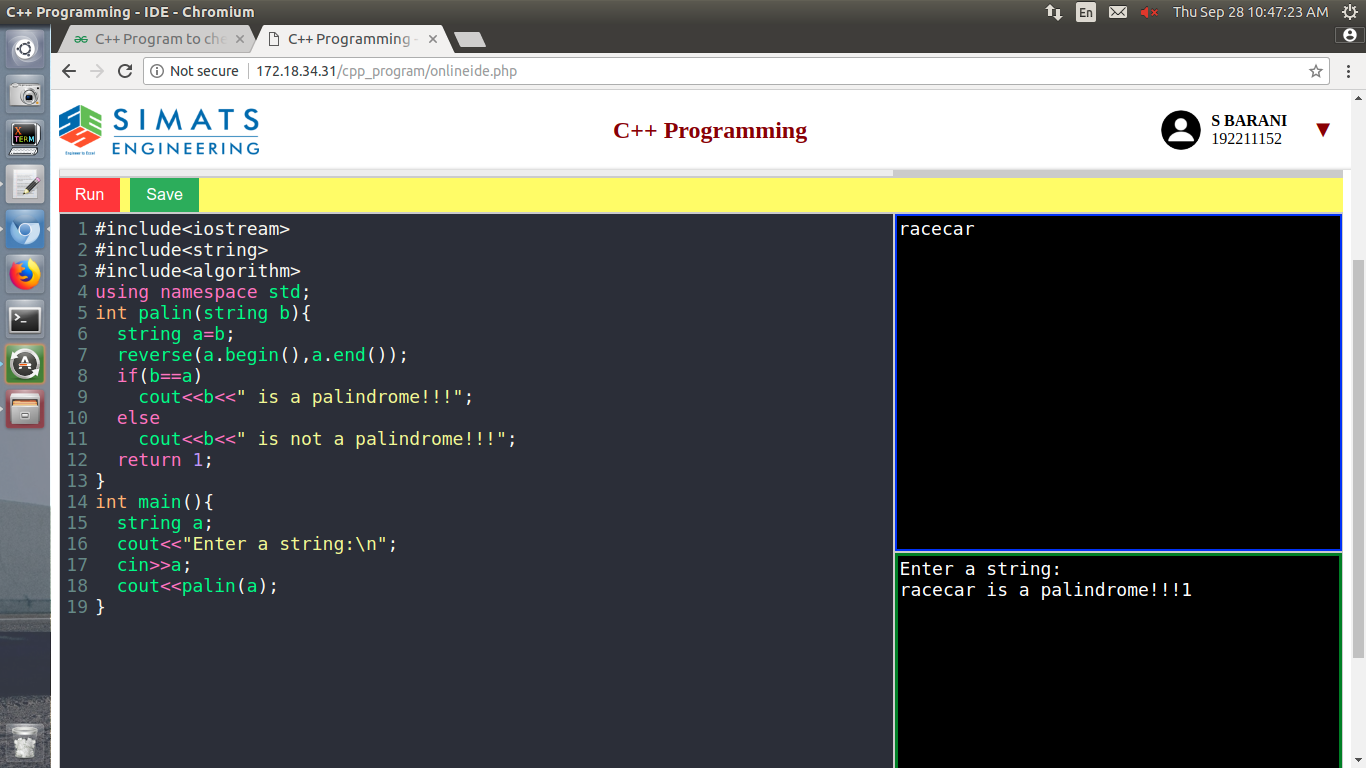 C++ Programming - IDE - Chromium
En
Thu Sep 28 10:47:23 AM
C++ Program to che
C++ Programming -
Not secure
172.18.34.31/cpp_program/onlineide.php
SIMATS
ENGINEERING
Engineer to Excel
C++ Programming
S BARANI
192211152
Run
Save
1 #include<iostream>
2 #include<string>
3 #include<algorithm>
4 using namespace std;
5 int palin(string b){
6   string a=b;
7   reverse(a.begin(),a.end());
8   if(b==a)
9     cout<<b<<" is a palindrome!!!";
10   else
11     cout<<b<<" is not a palindrome!!!";
12   return 1;
13 }
14 int main(){
15   string a;
16   cout<<"Enter a string:\n";
17   cin>>a;
18   cout<<palin(a);
19 }
racecar
Enter a string:
racecar is a palindrome!!!1
X
TERM